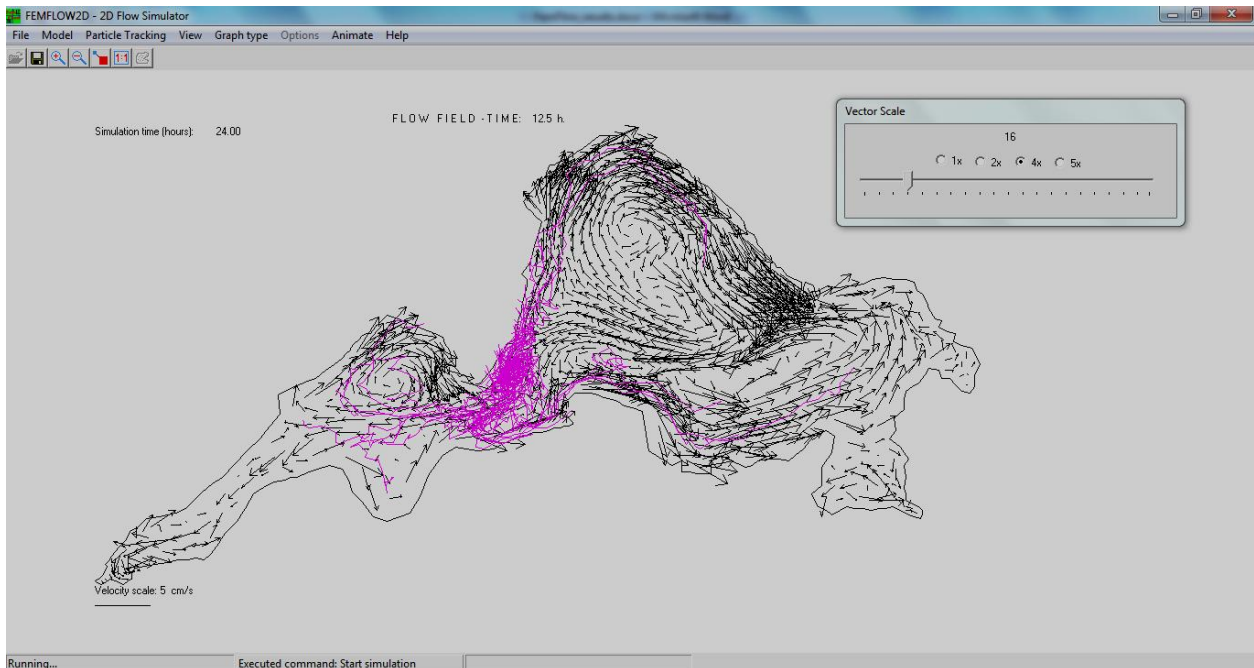 FEMFLOW2D - 2D Flow Simulator
File Model Particle Tracking View Graph type Options Animate Help
1:1
Simulation time (hours): 24.00
FLOW FIELD -TIME: 12.5 h.
Vector Scale
16
1x 2x 4x 5x
Velocity scale: 5 cm/s
Running... Executed command: Start simulation